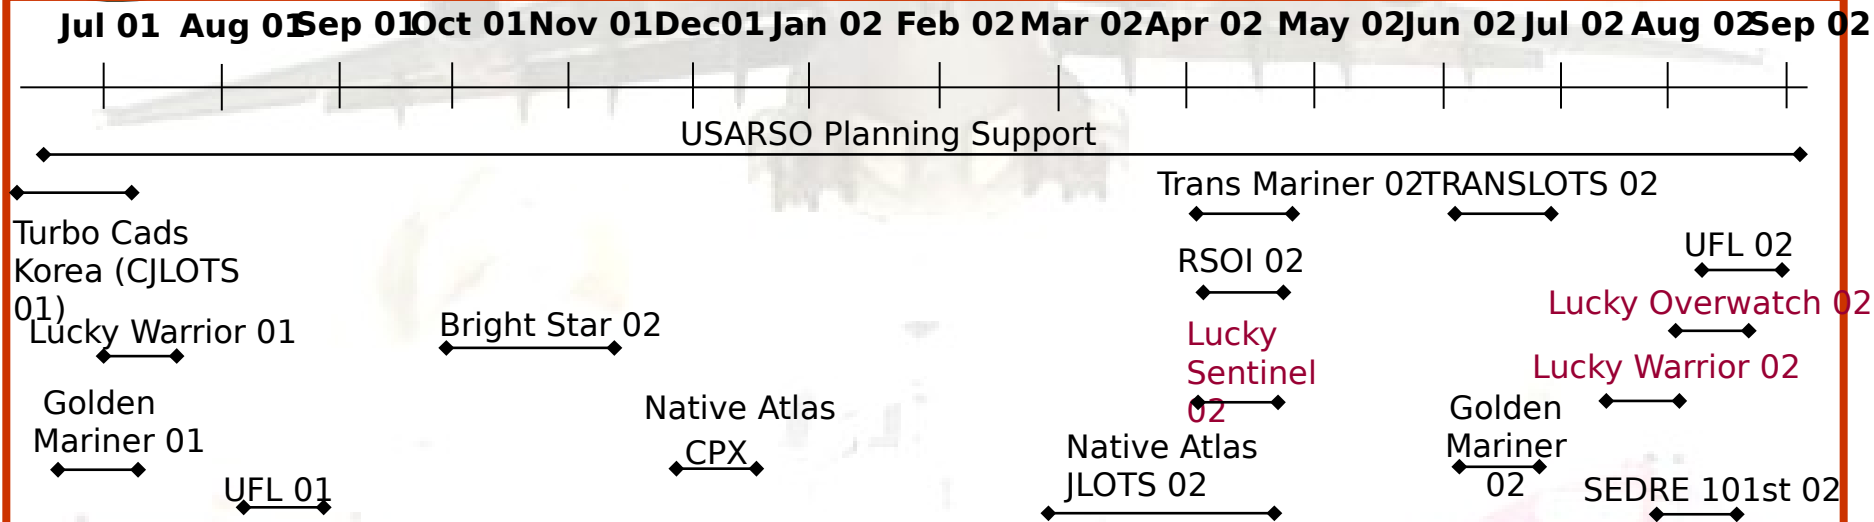 Jul 01 Aug 01 Sep 01 Oct 01 Nov 01 Dec01 Jan 02 Feb 02 Mar 02 Apr 02 May 02 Jun 02 Jul 02 Aug 02 Sep 02
USARSO Planning Support
Trans Mariner 02 TRANSLOTS 02
Turbo Cads
Korea (CJLOTS
01)
UFL 02
RSOI 02
Lucky Overwatch 02
Lucky Warrior 01
Bright Star 02
Lucky
Sentinel
02
Lucky Warrior 02
Golden
Mariner 01
Native Atlas
CPX
Golden
Mariner
02
Native Atlas
JLOTS 02
UFL 01
SEDRE 101st 02